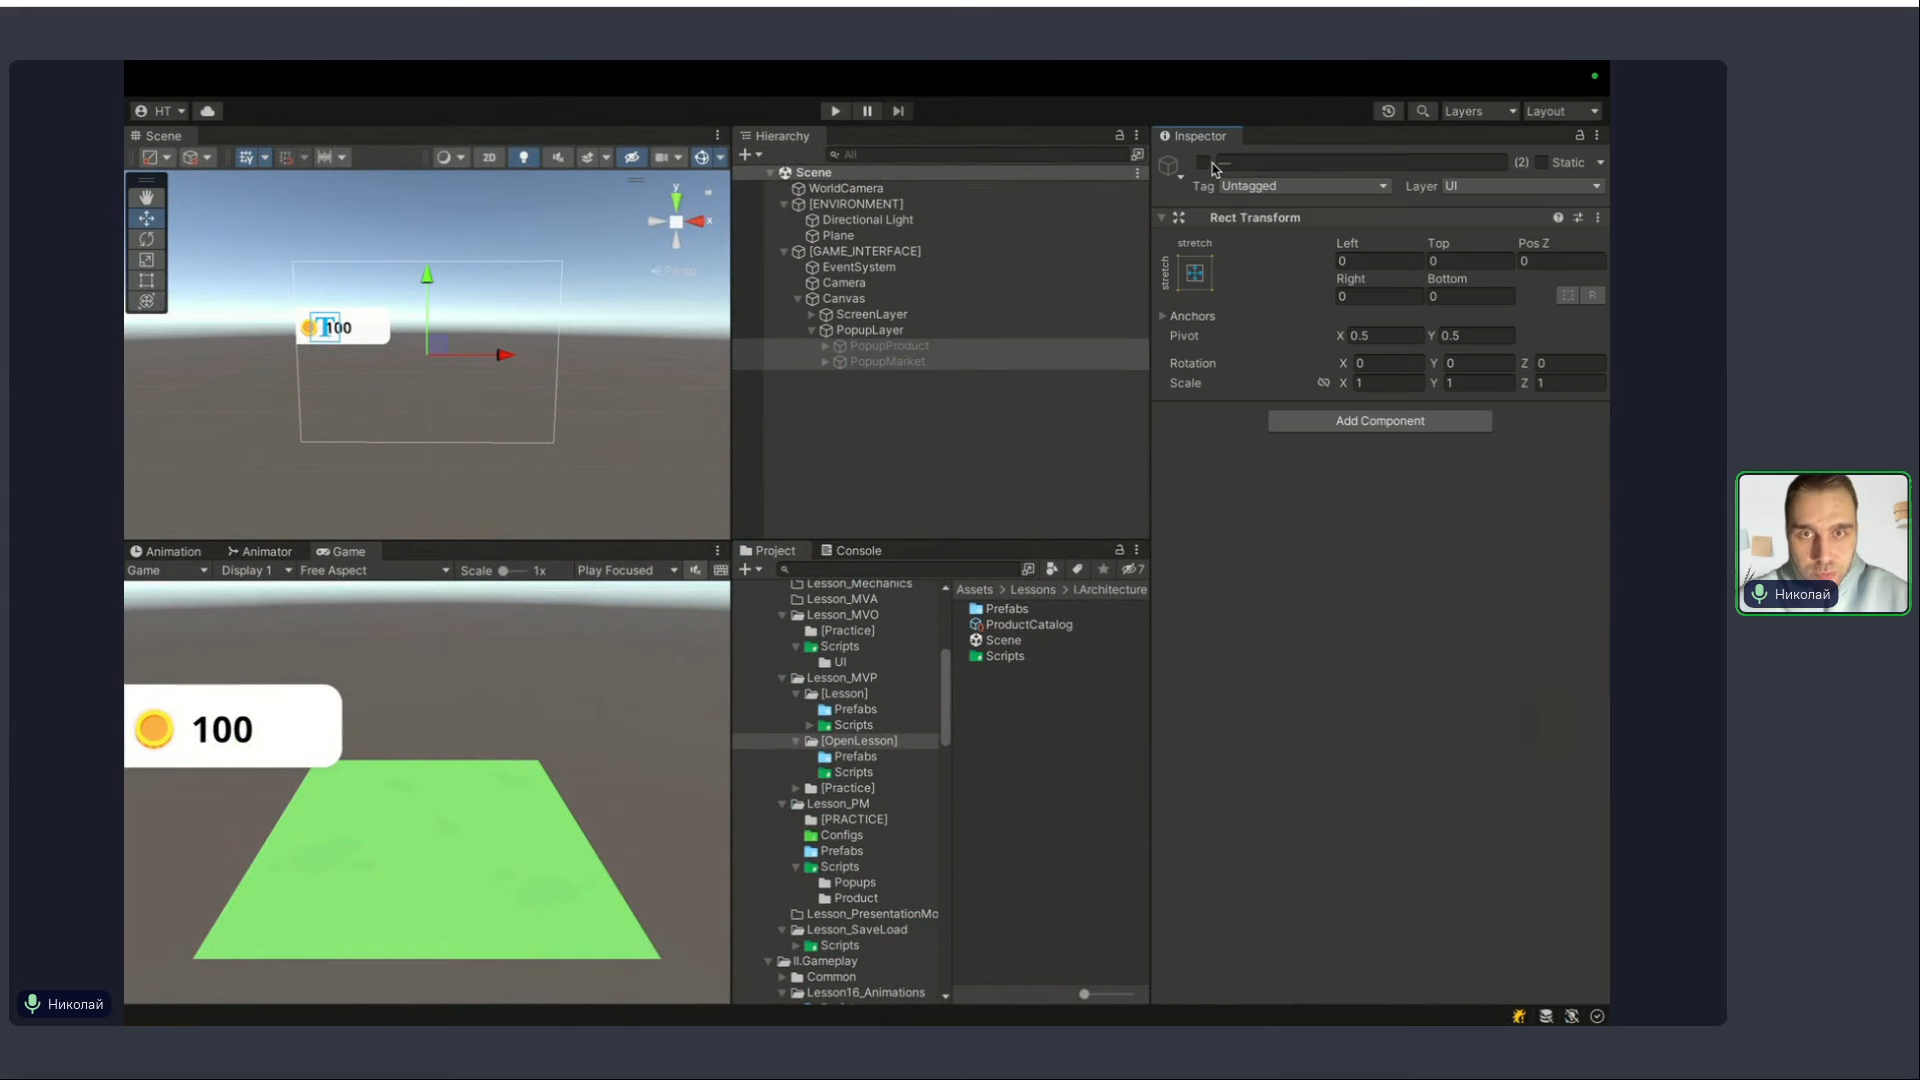 HT
Layers
Layout
Scene
2D
y
x
Persp
100
Hierarchy
All
Scene
WorldCamera
[ENVIRONMENT]
Directional Light
Plane
[GAME_INTERFACE]
EventSystem
Camera
Canvas
ScreenLayer
PopupLayer
PopupProduct
PopupMarket
Inspector
— (2) Static
Tag Untagged Layer UI
Rect Transform
stretch
stretch
Left Top Pos Z
0 0 0
Right Bottom
0 0
R
Anchors
Pivot X 0.5 Y 0.5
Rotation X 0 Y 0 Z 0
Scale X 1 Y 1 Z 1
Add Component
Animation Animator Game
Game Display 1 Free Aspect Scale 1x Play Focused
100
Project Console
7
Lesson_Mechanics
Lesson_MVA
Lesson_MVO
[Practice]
Scripts
UI
Lesson_MVP
[Lesson]
Prefabs
Scripts
[OpenLesson]
Prefabs
Scripts
[Practice]
Lesson_PM
[PRACTICE]
Configs
Prefabs
Scripts
Popups
Product
Lesson_PresentationMo
Lesson_SaveLoad
Scripts
II.Gameplay
Common
Lesson16_Animations
Assets > Lessons > I.Architecture
Prefabs
ProductCatalog
Scene
Scripts
Николай
Николай